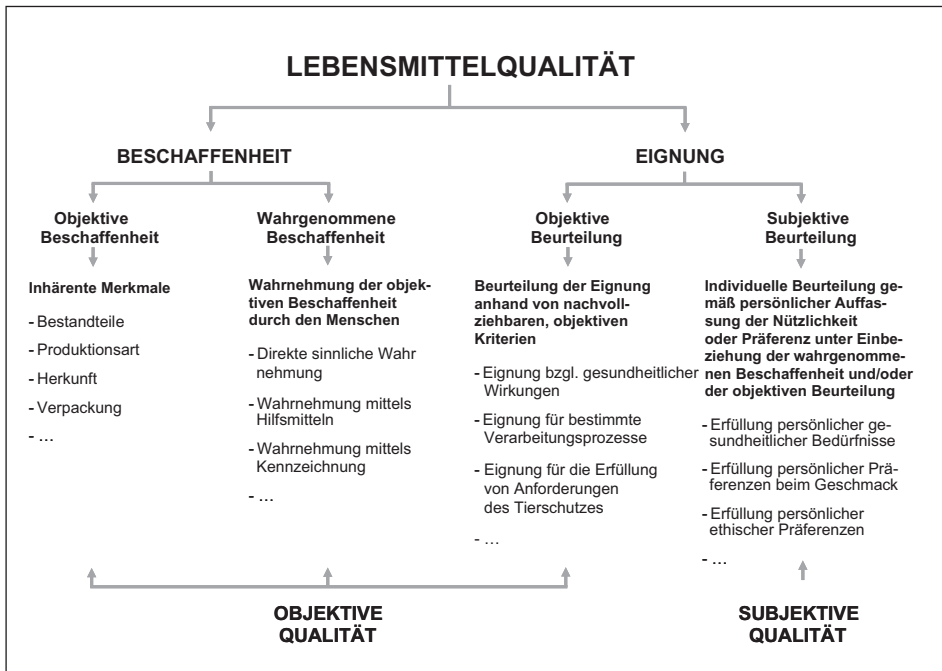 LEBENSMITTELQUALITÄT
BESCHAFFENHEIT
EIGNUNG
Objektive
Beschaffenheit
Wahrgenommene
Beschaffenheit
Objektive
Beurteilung
Subjektive
Beurteilung
Inhärente Merkmale
- Bestandteile
- Produktionsart
- Herkunft
- Verpackung
- ...
Wahrnehmung der objek-
tiven Beschaffenheit
durch den Menschen
- Direkte sinnliche Wahr
nehmung
- Wahrnehmung mittels
Hilfsmitteln
- Wahrnehmung mittels
Kennzeichnung
- ...
Beurteilung der Eignung
anhand von nachvoll-
ziehbaren, objektiven
Kriterien
- Eignung bzgl. gesundheitlicher
Wirkungen
- Eignung für bestimmte
Verarbeitungsprozesse
- Eignung für die Erfüllung
von Anforderungen
des Tierschutzes
- ...
Individuelle Beurteilung ge-
mäß persönlicher Auffas-
sung der Nützlichkeit
oder Präferenz unter Einbe-
ziehung der wahrgenomme-
nen Beschaffenheit und/oder
der objektiven Beurteilung
- Erfüllung persönlicher ge-
sundheitlicher Bedürfnisse
- Erfüllung persönlicher Prä-
ferenzen beim Geschmack
- Erfüllung persönlicher
ethischer Präferenzen
- ...
OBJEKTIVE
QUALITÄT
SUBJEKTIVE
QUALITÄT